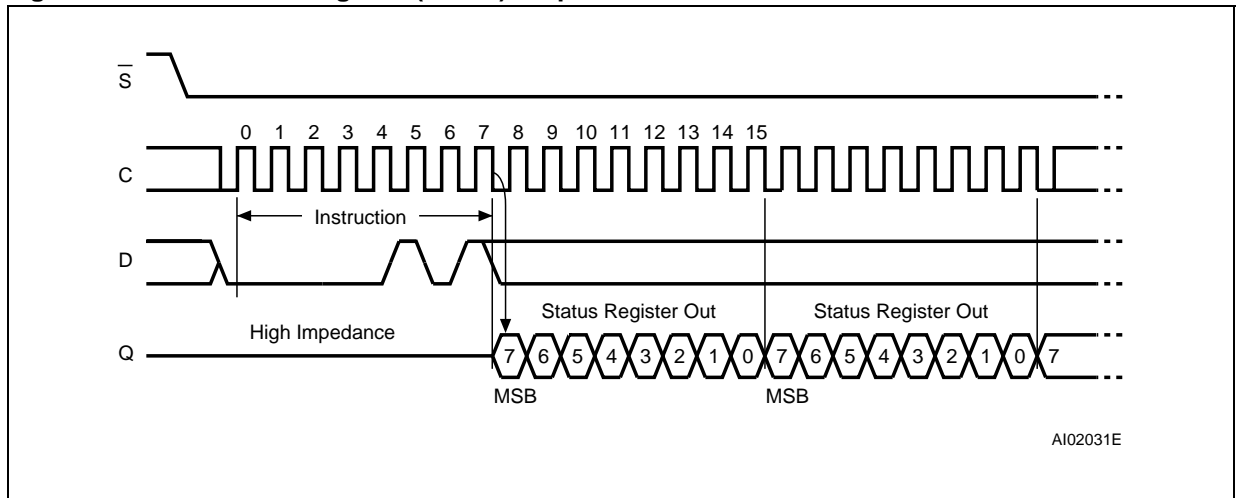 S
0 1 2 3 4 5 6 7 8 9 10 11 12 13 14 15
C
Instruction
D
Status Register Out Status Register Out
High Impedance
Q 7 6 5 4 3 2 1 0 7 6 5 4 3 2 1 0 7
MSB MSB
AI02031E